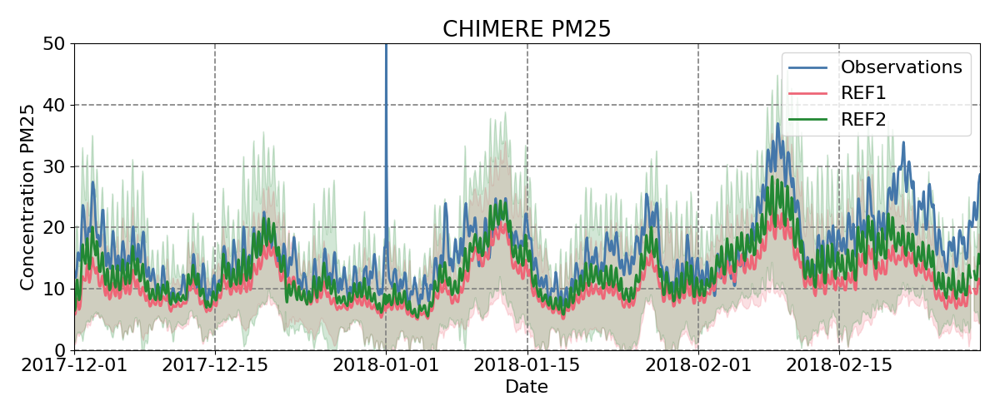 CHIMERE PM25
Concentration PM25
50
40
30
20
10
0
Observations
REF1
REF2
2017-12-01
2017-12-15
2018-01-01
2018-01-15
2018-02-01
2018-02-15
Date